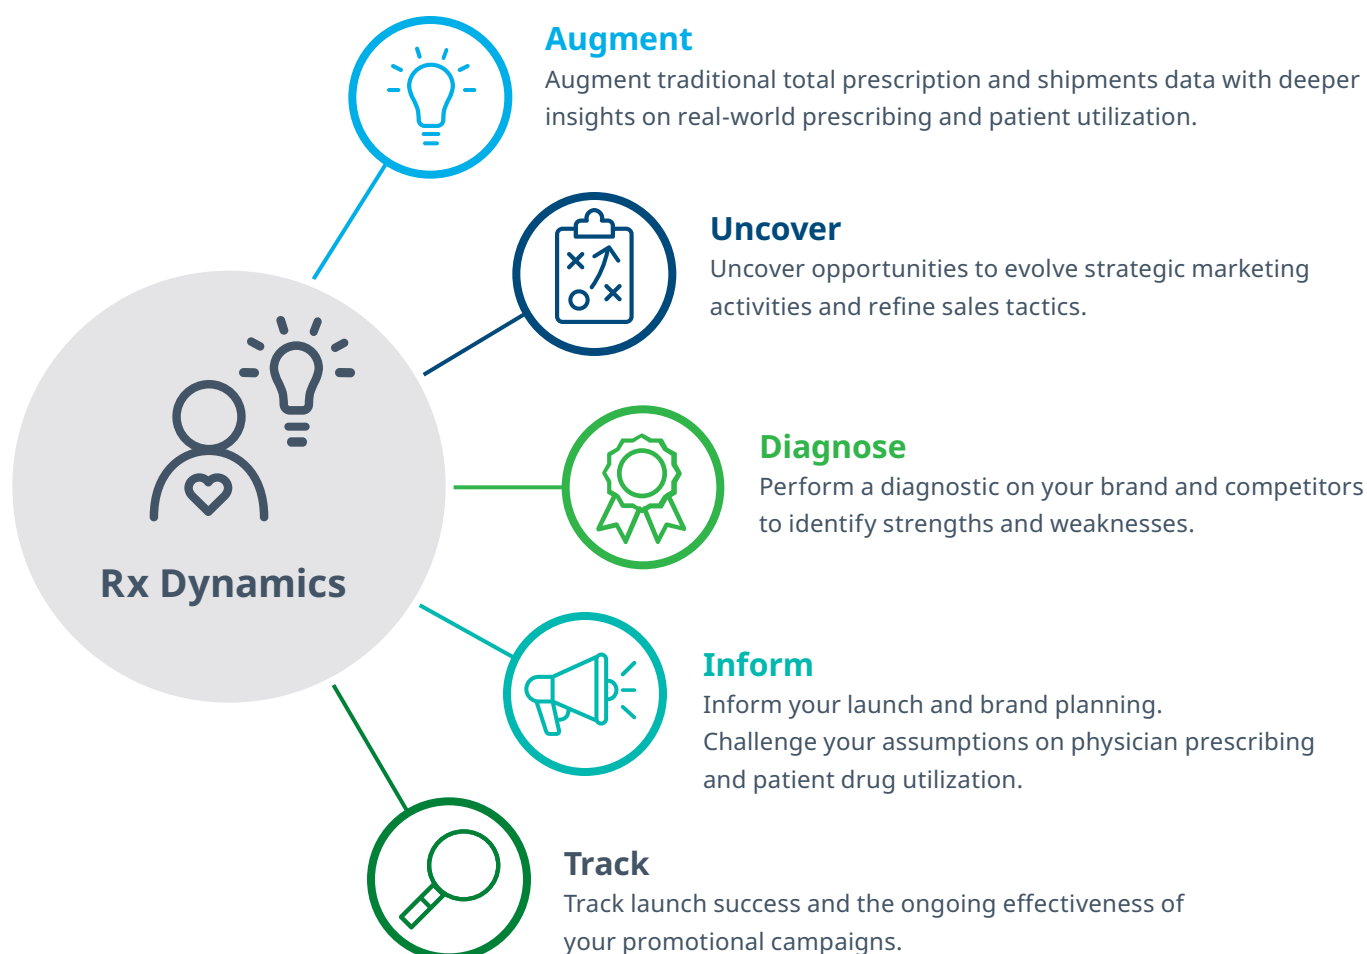 Augment
Augment traditional total prescription and shipments data with deeper
insights on real-world prescribing and patient utilization.
Uncover
Uncover opportunities to evolve strategic marketing
activities and refine sales tactics.
Diagnose
Perform a diagnostic on your brand and competitors
to identify strengths and weaknesses.
Rx Dynamics
Inform
Inform your launch and brand planning.
Challenge your assumptions on physician prescribing
and patient drug utilization.
Track
Track launch success and the ongoing effectiveness of
your promotional campaigns.